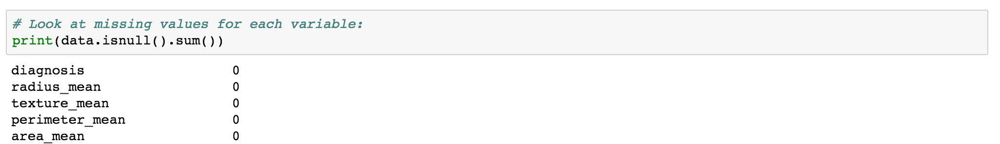 # Look at missing values for each variable:
print(data.isnull().sum())
diagnosis 0
radius_mean 0
texture_mean 0
perimeter_mean 0
area_mean 0